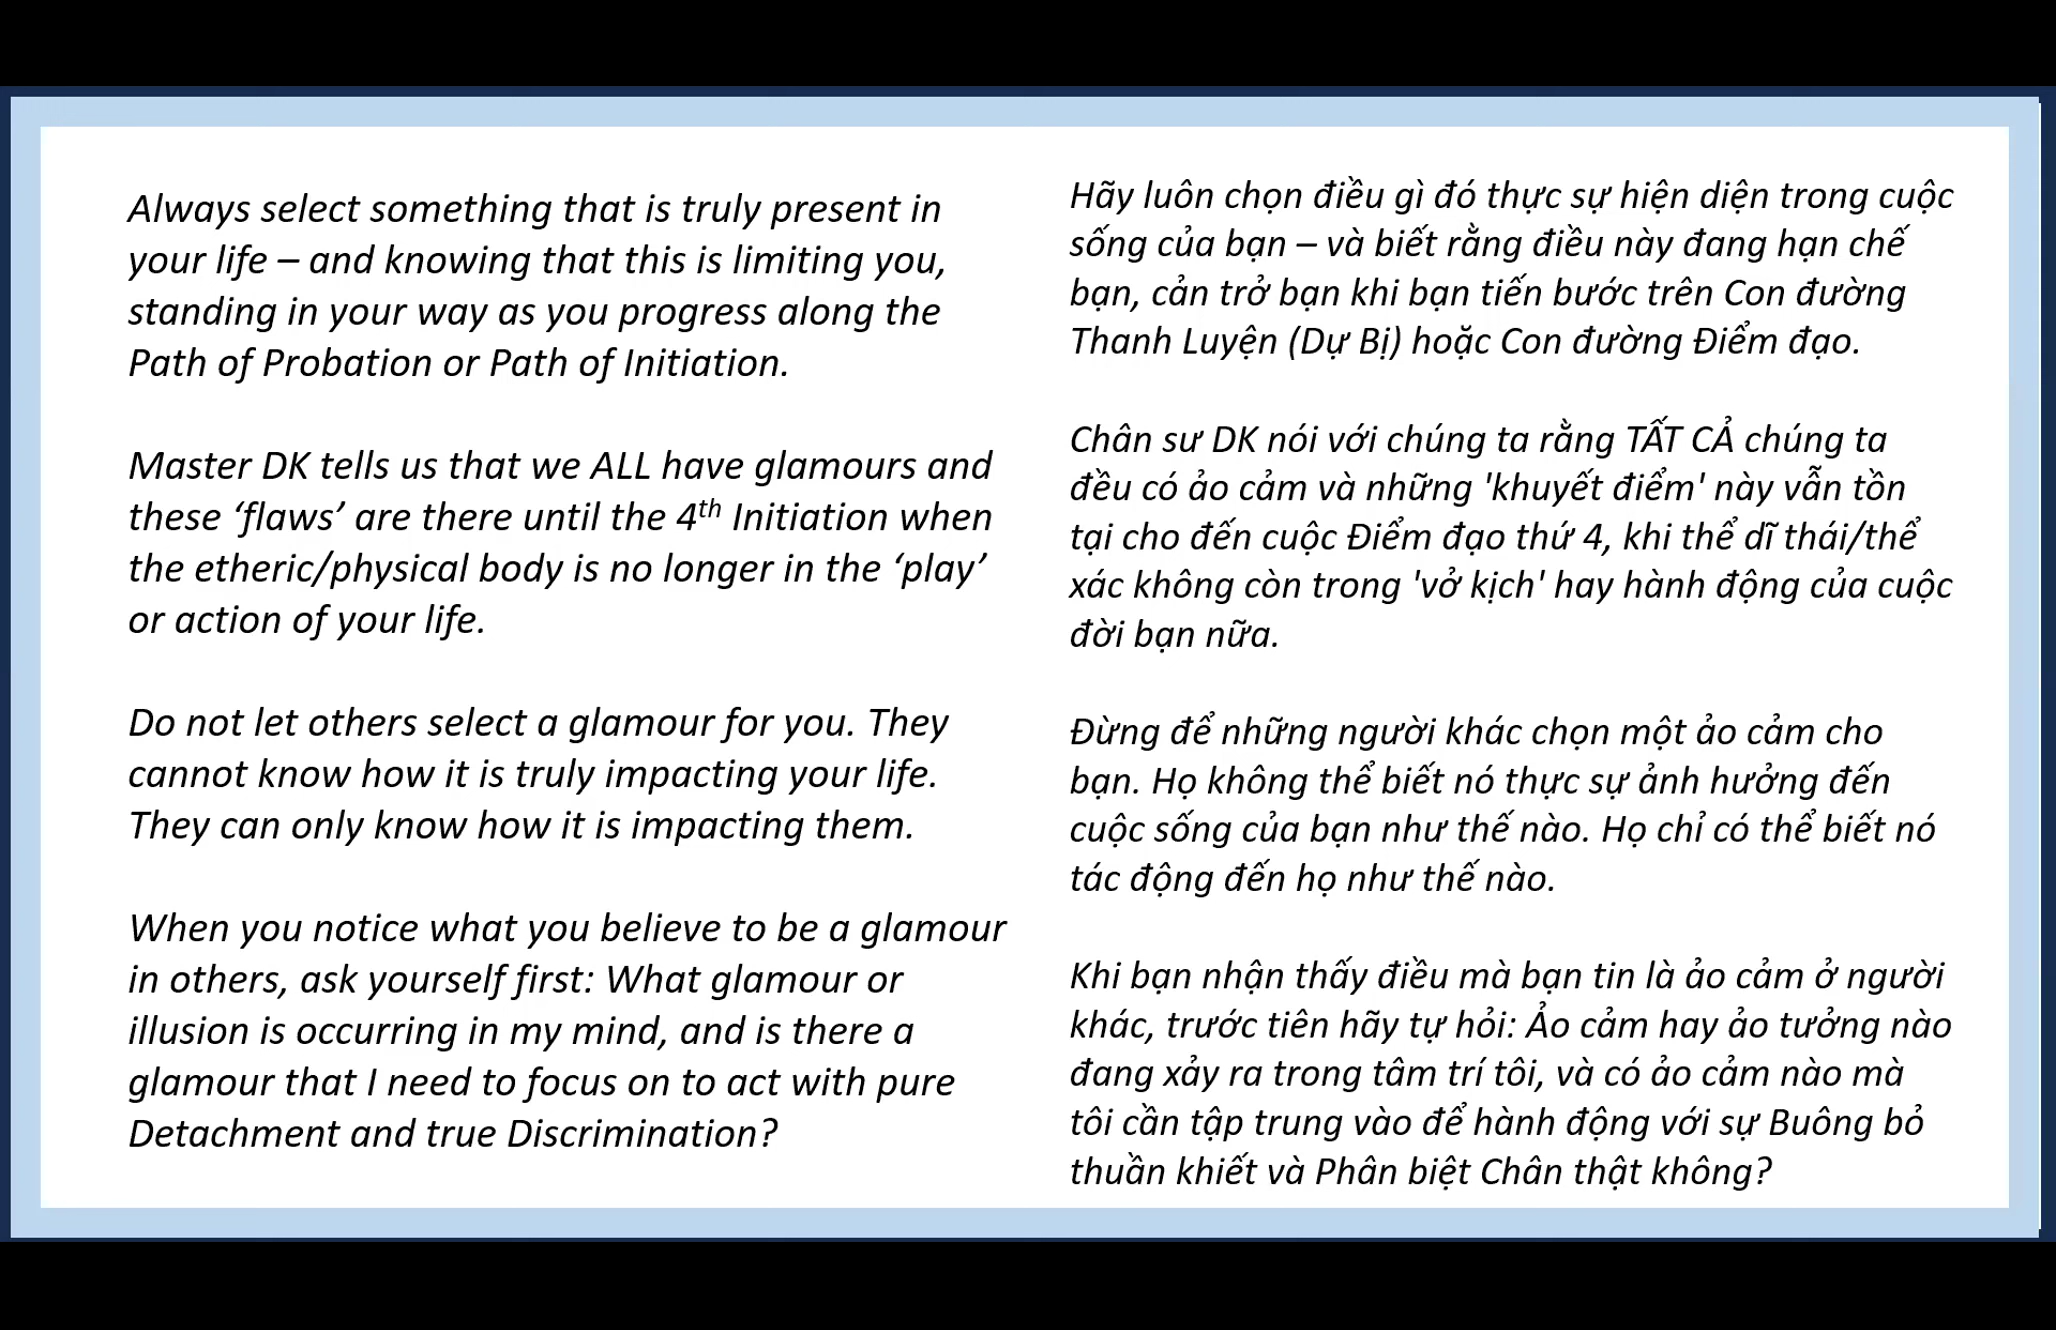 Always select something that is truly present in
your life – and knowing that this is limiting you,
standing in your way as you progress along the
Path of Probation or Path of Initiation.
Master DK tells us that we ALL have glamours and
these ‘flaws’ are there until the 4th Initiation when
the etheric/physical body is no longer in the ‘play’
or action of your life.
Do not let others select a glamour for you. They
cannot know how it is truly impacting your life.
They can only know how it is impacting them.
When you notice what you believe to be a glamour
in others, ask yourself first: What glamour or
illusion is occurring in my mind, and is there a
glamour that I need to focus on to act with pure
Detachment and true Discrimination?
Hãy luôn chọn điều gì đó thực sự hiện diện trong cuộc
sống của bạn – và biết rằng điều này đang hạn chế
bạn, cản trở bạn khi bạn tiến bước trên Con đường
Thanh Luyện (Dự Bị) hoặc Con đường Điểm đạo.
Chân sư DK nói với chúng ta rằng TẤT CẢ chúng ta
đều có ảo cảm và những 'khuyết điểm' này vẫn tồn
tại cho đến cuộc Điểm đạo thứ 4, khi thể dĩ thái/thể
xác không còn trong 'vở kịch' hay hành động của cuộc
đời bạn nữa.
Đừng để những người khác chọn một ảo cảm cho
bạn. Họ không thể biết nó thực sự ảnh hưởng đến
cuộc sống của bạn như thế nào. Họ chỉ có thể biết nó
tác động đến họ như thế nào.
Khi bạn nhận thấy điều mà bạn tin là ảo cảm ở người
khác, trước tiên hãy tự hỏi: Ảo cảm hay ảo tưởng nào
đang xảy ra trong tâm trí tôi, và có ảo cảm nào mà
tôi cần tập trung vào để hành động với sự Buông bỏ
thuần khiết và Phân biệt Chân thật không?